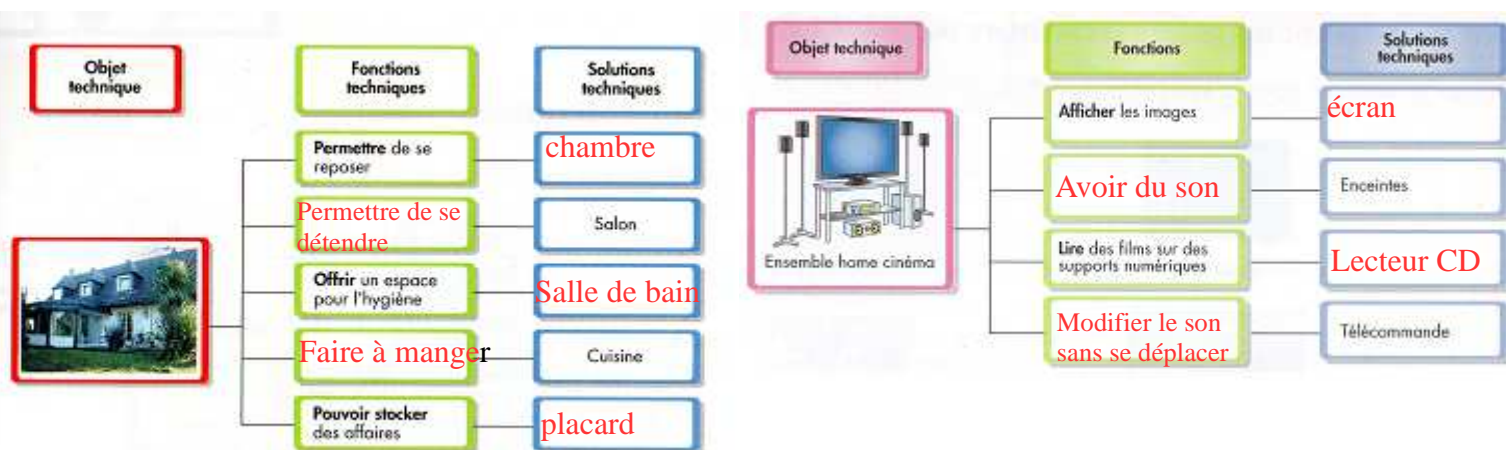 Objet
technique
Fonctions
techniques
Solutions
techniques
Permettre de se
reposer
chambre
Permettre de se
détendre
Salon
Offrir un espace
pour l'hygiène
Salle de bain
Faire à manger
Cuisine
Pouvoir stocker
des affaires
placard
Objet technique
Fonctions
Solutions
techniques
Ensemble home cinéma
Afficher les images
écran
Avoir du son
Enceintes
Lire des films sur des
supports numériques
Lecteur CD
Modifier le son
sans se déplacer
Télécommande